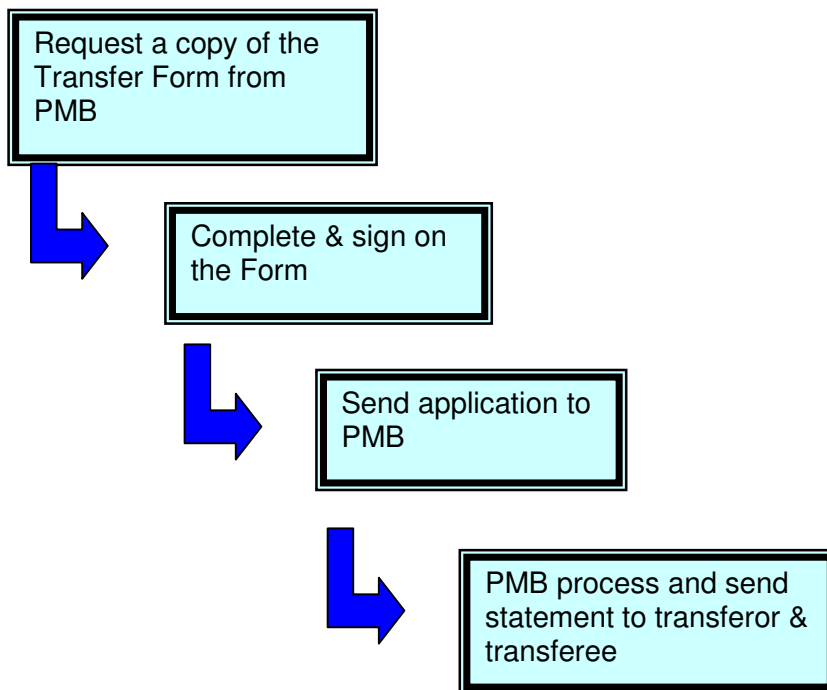 Request a copy of the
Transfer Form from
PMB
Complete & sign on
the Form
Send application to
PMB
PMB process and send
statement to transferor &
transferee